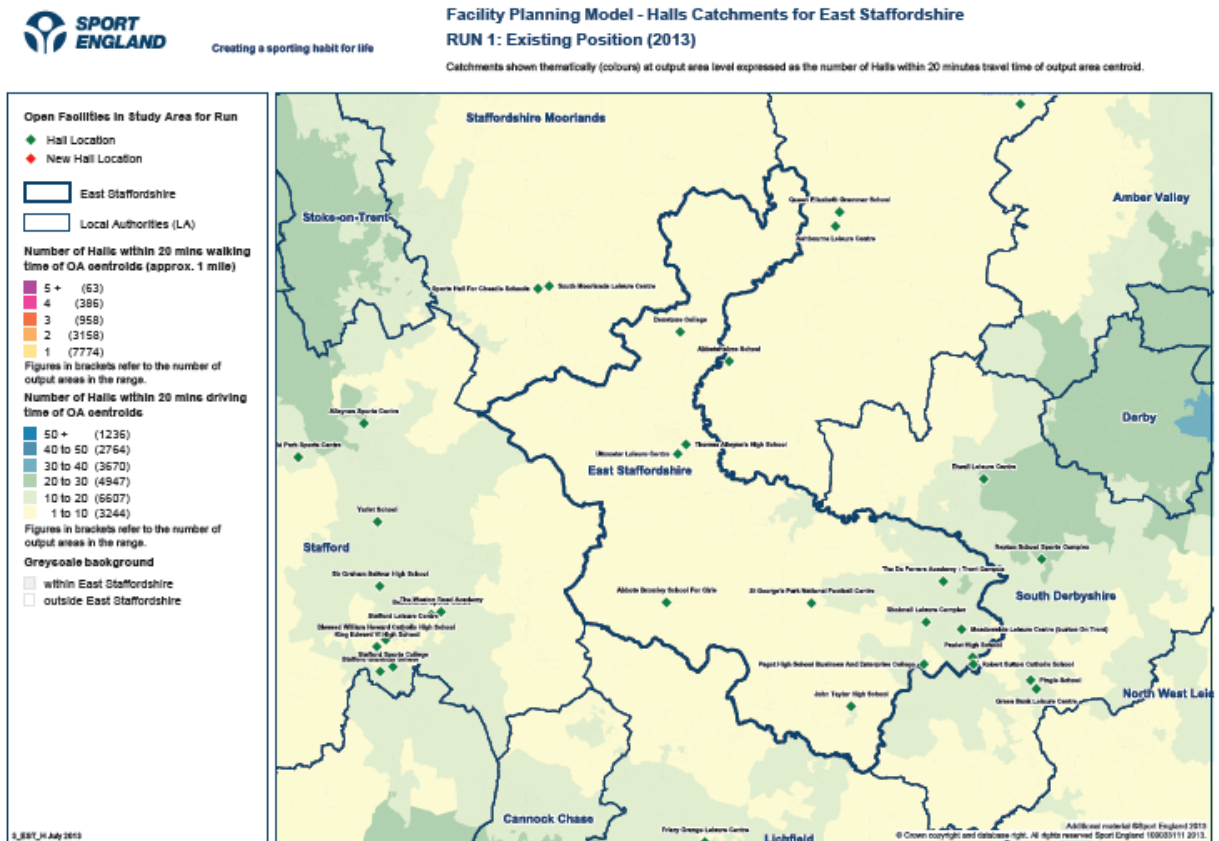 SPORT
ENGLAND
Creating a sporting habit for life
Facility Planning Model - Halls Catchments for East Staffordshire
RUN 1: Existing Position (2013)
Catchments shown thematically (colours) at output area level expressed as the number of Halls within 20 minutes travel time of output area centroid.
Open Facilities in Study Area for Run
Hall Location
New Hall Location
East Staffordshire
Local Authorities (LA)
Number of Halls within 20 mins walking
time of OA centroids (approx. 1 mile)
5 + (63)
4 (386)
3 (958)
2 (3158)
1 (7774)
Figures in brackets refer to the number of
output areas in the range.
Number of Halls within 20 mins driving
time of OA centroids
50 + (1236)
40 to 50 (2764)
30 to 40 (3670)
20 to 30 (4947)
10 to 20 (6607)
1 to 10 (3244)
Figures in brackets refer to the number of
output areas in the range.
Greyscale background
within East Staffordshire
outside East Staffordshire
3_EST_H July 2013
Staffordshire Moorlands
Amber Valley
Queen Elizabeth Grammar School
Stoke-on-Trent
Ashbourne Leisure Centre
Sports Hall For Cheadle Schools
South Moorlands Leisure Centre
Denstone College
Abbotsholme School
Alleynes Sports Centre
Derby
Park Sports Centre
Thomas Alleyne's High School
Uttoxeter Leisure Centre
East Staffordshire
Etwall Leisure Centre
Yarlet School
Stafford
Repton School Sports Complex
Sir Graham Balfour High School
The De Ferrers Academy : Trent Campus
Abbots Bromley School For Girls
St George's Park National Football Centre
South Derbyshire
The Weston Road Academy
Stafford Leisure Centre
Shobnall Leisure Complex
Blessed William Howard Catholic High School
Meadowside Leisure Centre (burton On Trent)
King Edward VI High School
Paulet High School
Stafford Sports College
Paget High School Business And Enterprise College
Robert Sutton Catholic School
Pingle School
John Taylor High School
Green Bank Leisure Centre
North West Leic
Cannock Chase
Friary Grange Leisure Centre
Lichfield
Additional material ©Sport England 2013
© Crown copyright and database right. All rights reserved Sport England 100033111 2013.